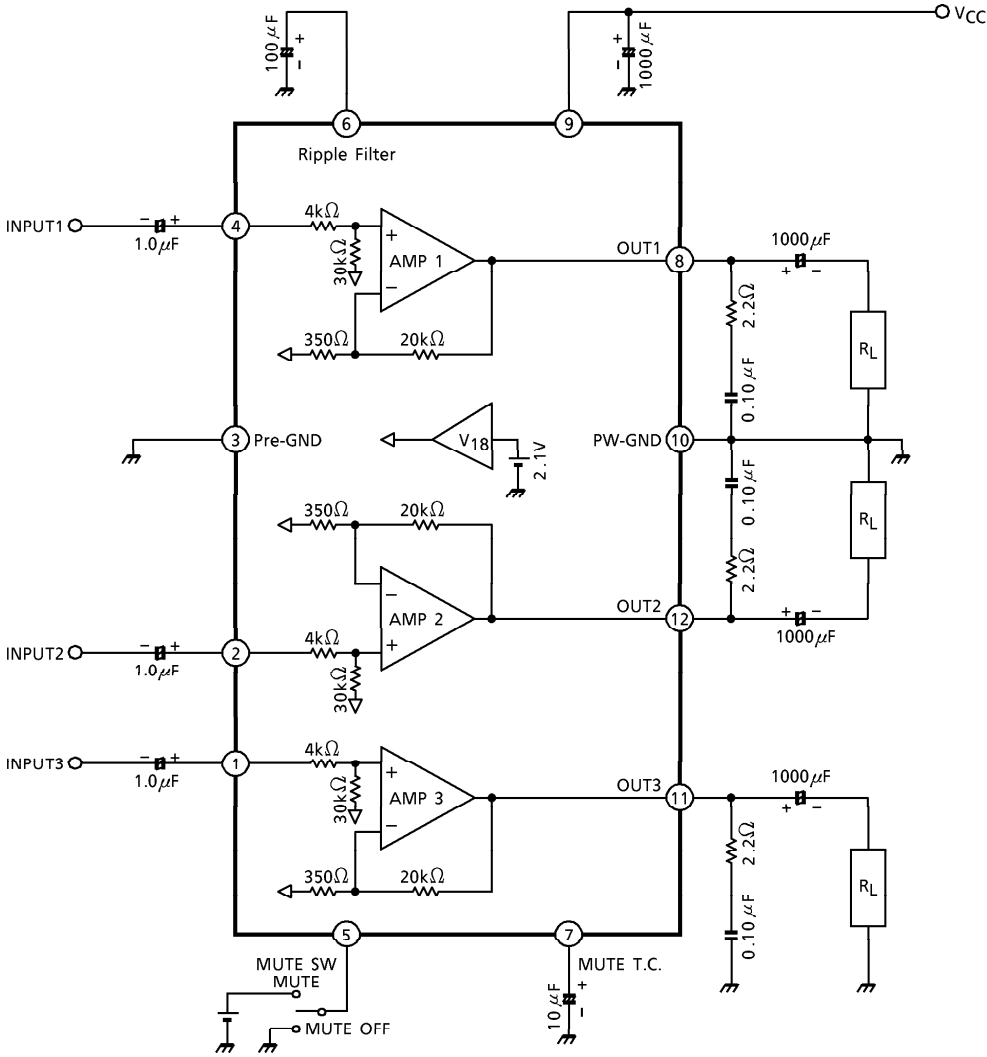 100μF
+
−
+
−
1000μF
VCC
6
9
Ripple Filter
INPUT1
− +
1.0μF
4
4kΩ
30kΩ
+
AMP 1
−
OUT1
8
1000μF
+ −
2.2Ω
0.10μF
RL
350Ω
20kΩ
3
Pre-GND
V18
2.1V
PW-GND
10
0.10μF
2.2Ω
RL
350Ω
20kΩ
−
AMP 2
+
OUT2
12
+ −
1000μF
INPUT2
− +
1.0μF
2
4kΩ
30kΩ
INPUT3
− +
1.0μF
1
4kΩ
30kΩ
+
AMP 3
−
OUT3
11
1000μF
+ −
2.2Ω
0.10μF
RL
350Ω
20kΩ
5
7
MUTE SW
MUTE
MUTE OFF
MUTE T.C.
10μF
+
−